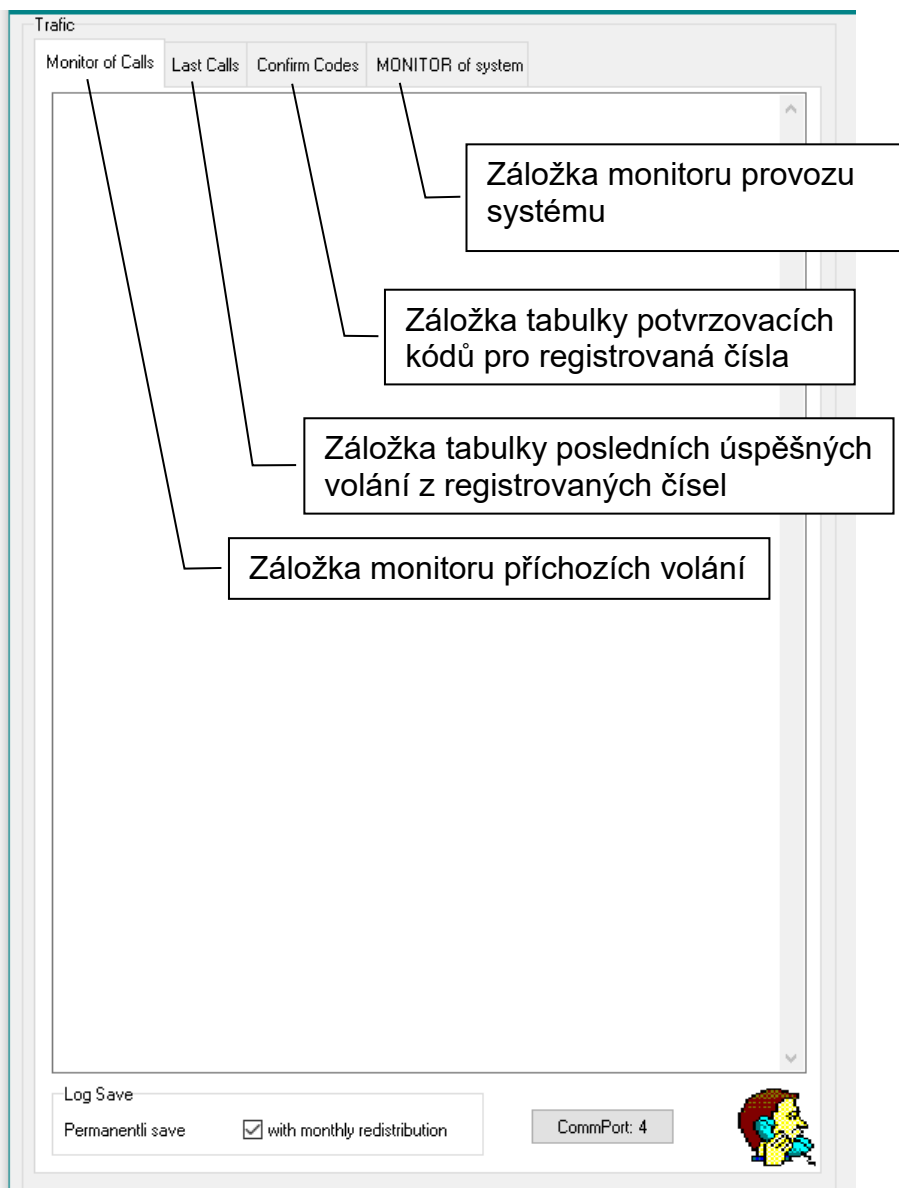 Trafic
Monitor of Calls Last Calls Confirm Codes MONITOR of system
Záložka monitoru provozu
systému
Záložka tabulky potvrzovacích
kódů pro registrovaná čísla
Záložka tabulky posledních úspěšných
volání z registrovaných čísel
Záložka monitoru příchozích volání
Log Save
Permanentli save with monthly redistribution
CommPort: 4